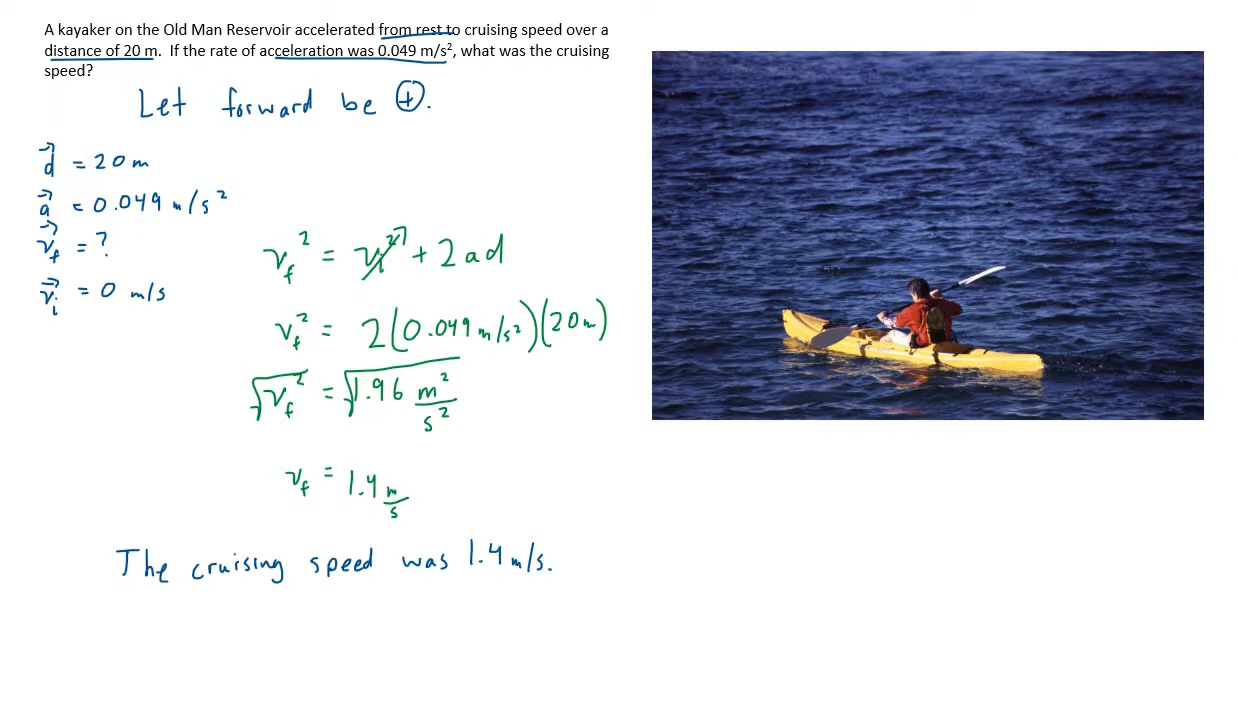 A kayaker on the Old Man Reservoir accelerated from rest to cruising speed over a
distance of 20 m.  If the rate of acceleration was 0.049 m/s², what was the cruising
speed?
Let forward be ⊕.
d⃗ = 20 m
a⃗ = 0.049 m/s²
v⃗f = ?
v⃗i = 0 m/s
vf² = vi² + 2ad
vf² = 2(0.049 m/s²)(20m)
√vf² = √1.96 m²/s²
vf = 1.4 m/s
The cruising speed was 1.4 m/s.